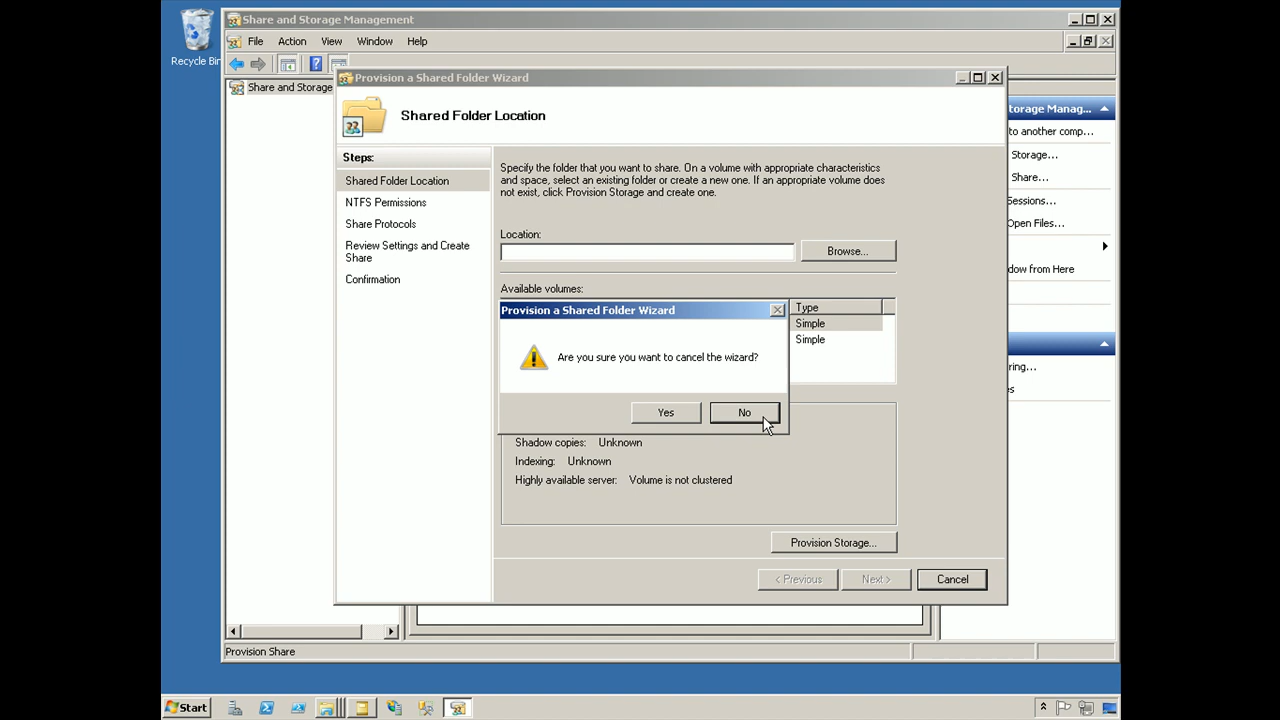 Recycle Bin
Share and Storage Management
File Action View Window Help
Share and Storage
Provision a Shared Folder Wizard
Shared Folder Location
Steps:
Shared Folder Location
NTFS Permissions
Share Protocols
Review Settings and Create
Share
Confirmation
Specify the folder that you want to share. On a volume with appropriate characteristics
and space, select an existing folder or create a new one. If an appropriate volume does
not exist, click Provision Storage and create one.
Location:
Browse...
Available volumes:
Type
Simple
Simple
Provision a Shared Folder Wizard
Are you sure you want to cancel the wizard?
Yes No
Shadow copies: Unknown
Indexing: Unknown
Highly available server: Volume is not clustered
Provision Storage...
< Previous Next > Cancel
to another comp...
Storage...
Share...
Sessions...
Open Files...
from Here
Provision Share
Start